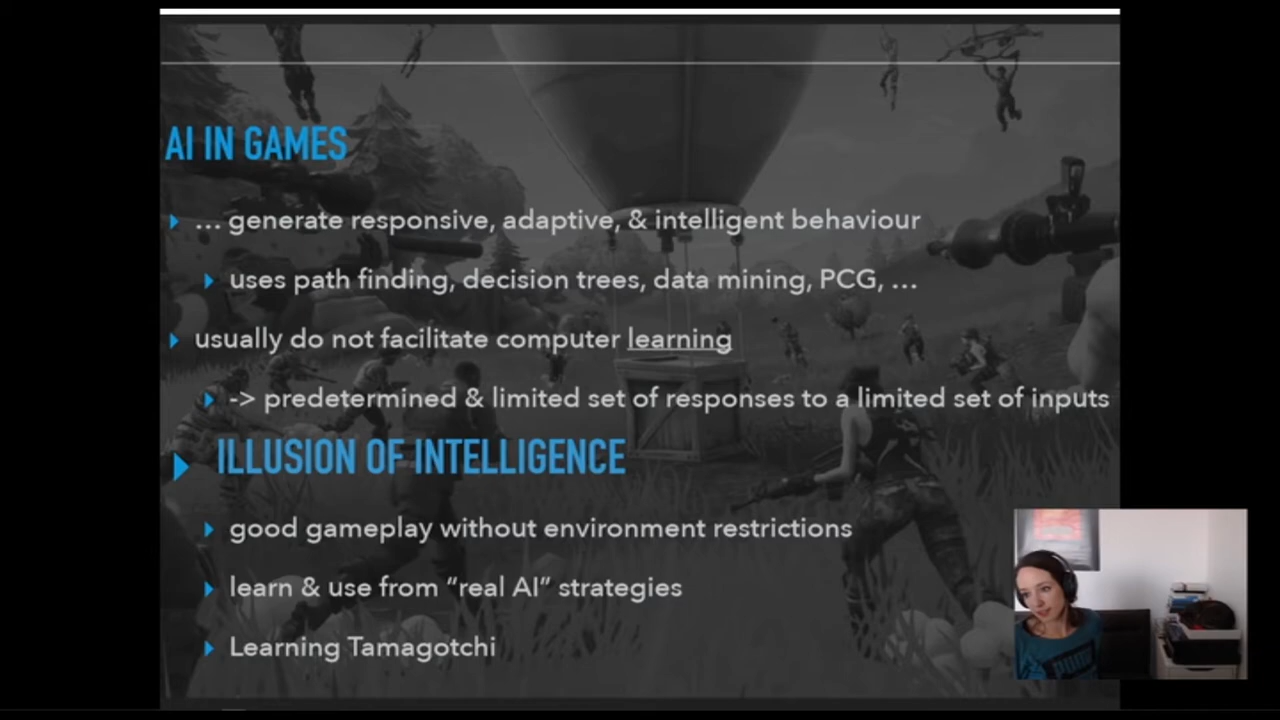 AI IN GAMES
… generate responsive, adaptive, & intelligent behaviour
uses path finding, decision trees, data mining, PCG, …
usually do not facilitate computer learning
-> predetermined & limited set of responses to a limited set of inputs
ILLUSION OF INTELLIGENCE
good gameplay without environment restrictions
learn & use from “real AI” strategies
Learning Tamagotchi